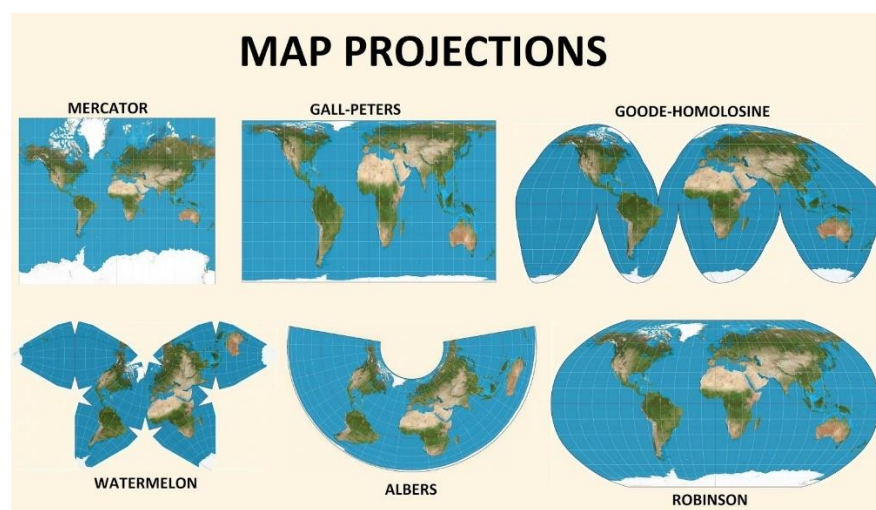 MAP PROJECTIONS
MERCATOR
GALL-PETERS
GOODE-HOMOLOSINE
WATERMELON
ALBERS
ROBINSON